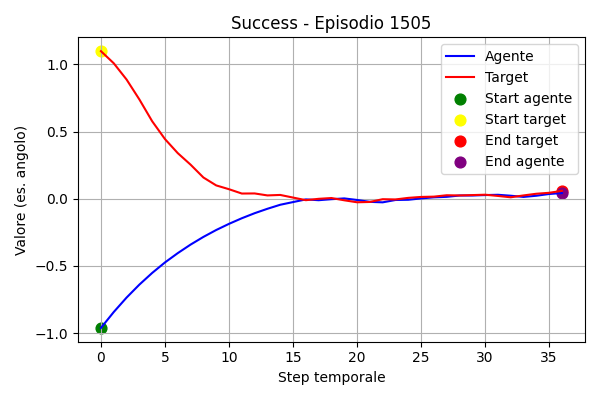 Success - Episodio 1505
Agente
Target
Start agente
Start target
End target
End agente
Valore (es. angolo)
1.0
0.5
0.0
−0.5
−1.0
0 5 10 15 20 25 30 35
Step temporale